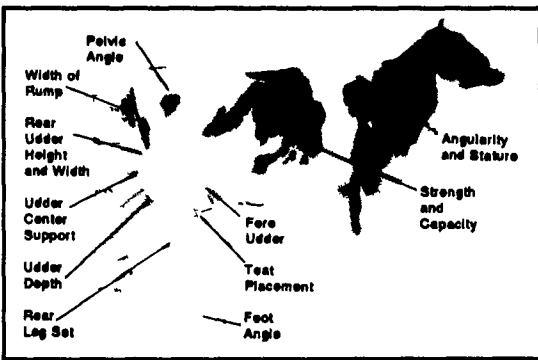 Pelvic
Angle
Width of
Rump
Rear
Udder
Height
and Width
Udder
Center
Support
Udder
Depth
Rear
Leg Set
Fore
Udder
Teat
Placement
Foot
Angle
Angularity
and Stature
Strength
and
Capacity